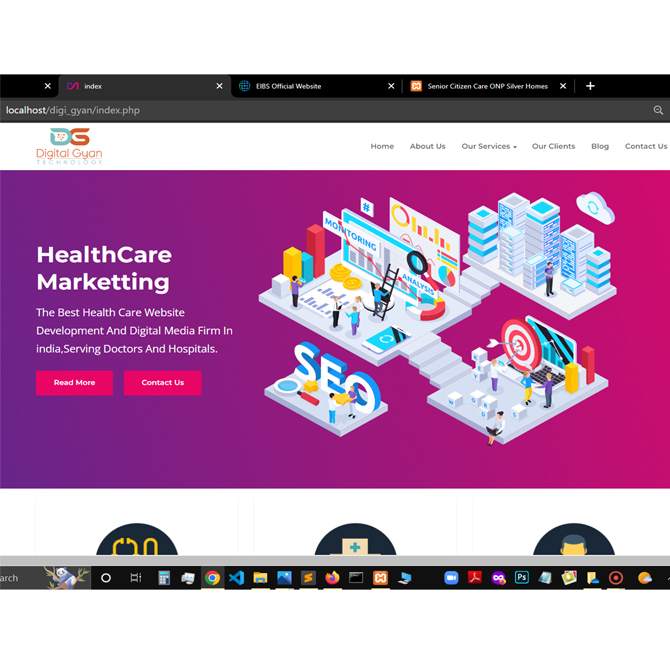 index
EIBS Official Website
Senior Citizen Care ONP Silver Homes
localhost/digi_gyan/index.php
DG
Digital Gyan
TECHNOLOGY
Home
About Us
Our Services
Our Clients
Blog
Contact Us
HealthCare
Marketting
The Best Health Care Website
Development And Digital Media Firm In
india,Serving Doctors And Hospitals.
Read More
Contact Us
#
MONITORING
ANALYSIS
SEO
arch
Ps